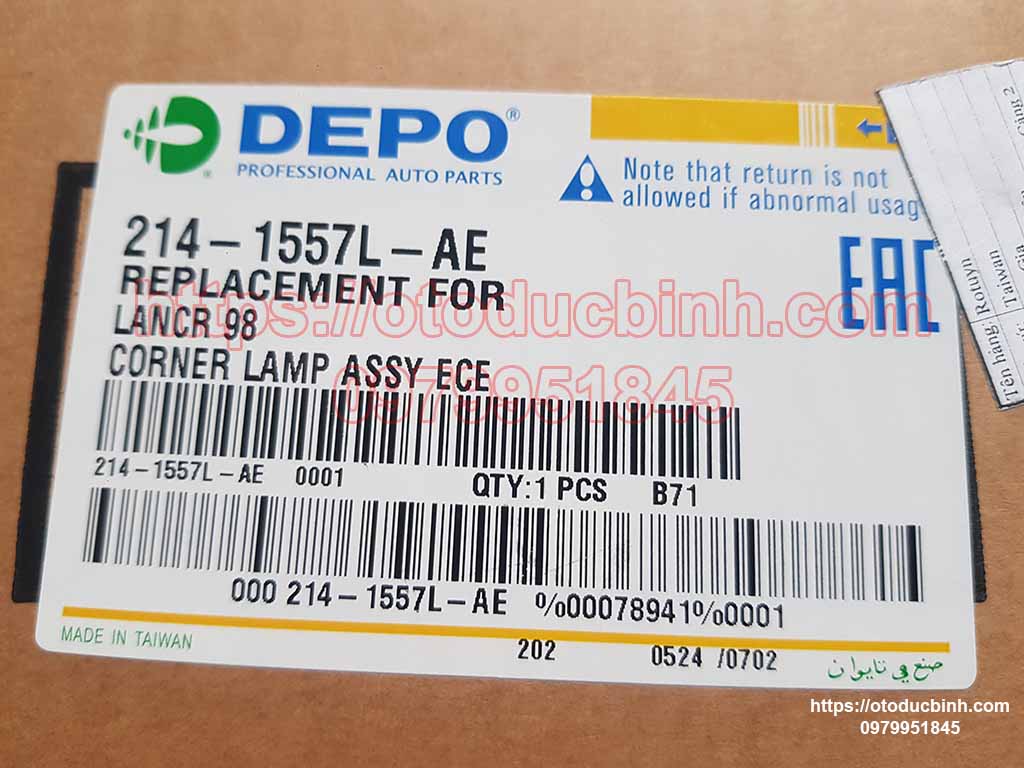 DEPO®
PROFESSIONAL AUTO PARTS
Note that return is not
allowed if abnormal usag
214-1557L-AE
REPLACEMENT FOR
LANCR 98
CORNER LAMP ASSY ECE
EAC
https://otoducbinh.com
0979951845
214-1557L-AE 0001 QTY:1 PCS B71
000 214-1557L-AE %00078941%0001
MADE IN TAIWAN
202 0524 /0702
صنع في تايوان
Tên hàng: Rotuyn
Taiwan
https://otoducbinh.com
0979951845